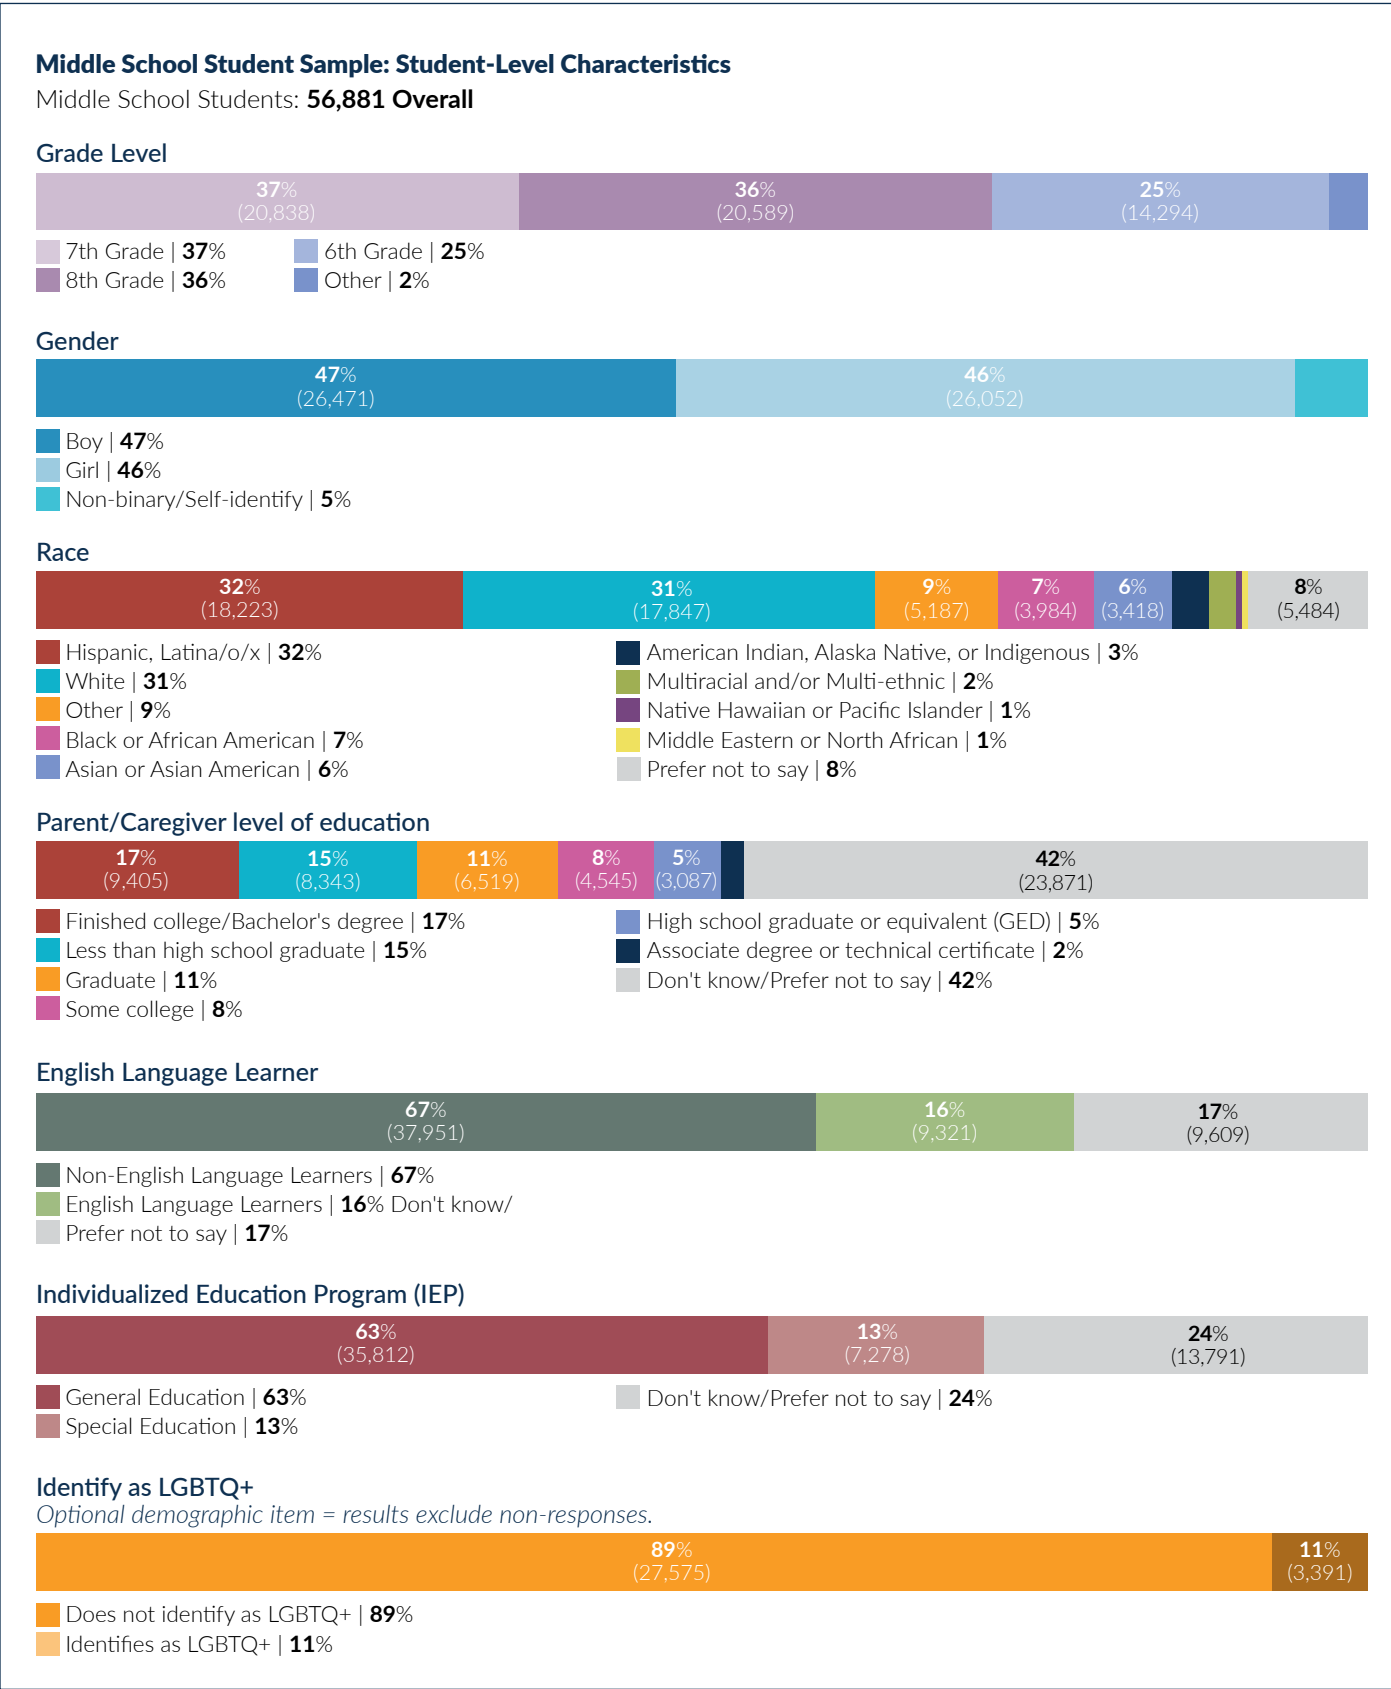 Middle School Student Sample: Student-Level Characteristics
Middle School Students: 56,881 Overall
Grade Level
37% 36% 25%
(20,838) (20,589) (14,294)
7th Grade | 37% 6th Grade | 25%
8th Grade | 36% Other | 2%
Gender
47% 46%
(26,471) (26,052)
Boy | 47%
Girl | 46%
Non-binary/Self-identify | 5%
Race
32% 31% 9% 7% 6% 8%
(18,223) (17,847) (5,187) (3,984) (3,418) (5,484)
Hispanic, Latina/o/x | 32% American Indian, Alaska Native, or Indigenous | 3%
White | 31% Multiracial and/or Multi-ethnic | 2%
Other | 9% Native Hawaiian or Pacific Islander | 1%
Black or African American | 7% Middle Eastern or North African | 1%
Asian or Asian American | 6% Prefer not to say | 8%
Parent/Caregiver level of education
17% 15% 11% 8% 5% 42%
(9,405) (8,343) (6,519) (4,545) (3,087) (23,871)
Finished college/Bachelor's degree | 17% High school graduate or equivalent (GED) | 5%
Less than high school graduate | 15% Associate degree or technical certificate | 2%
Graduate | 11% Don't know/Prefer not to say | 42%
Some college | 8%
English Language Learner
67% 16% 17%
(37,951) (9,321) (9,609)
Non-English Language Learners | 67%
English Language Learners | 16% Don't know/
Prefer not to say | 17%
Individualized Education Program (IEP)
63% 13% 24%
(35,812) (7,278) (13,791)
General Education | 63% Don't know/Prefer not to say | 24%
Special Education | 13%
Identify as LGBTQ+
Optional demographic item = results exclude non-responses.
89% 11%
(27,575) (3,391)
Does not identify as LGBTQ+ | 89%
Identifies as LGBTQ+ | 11%